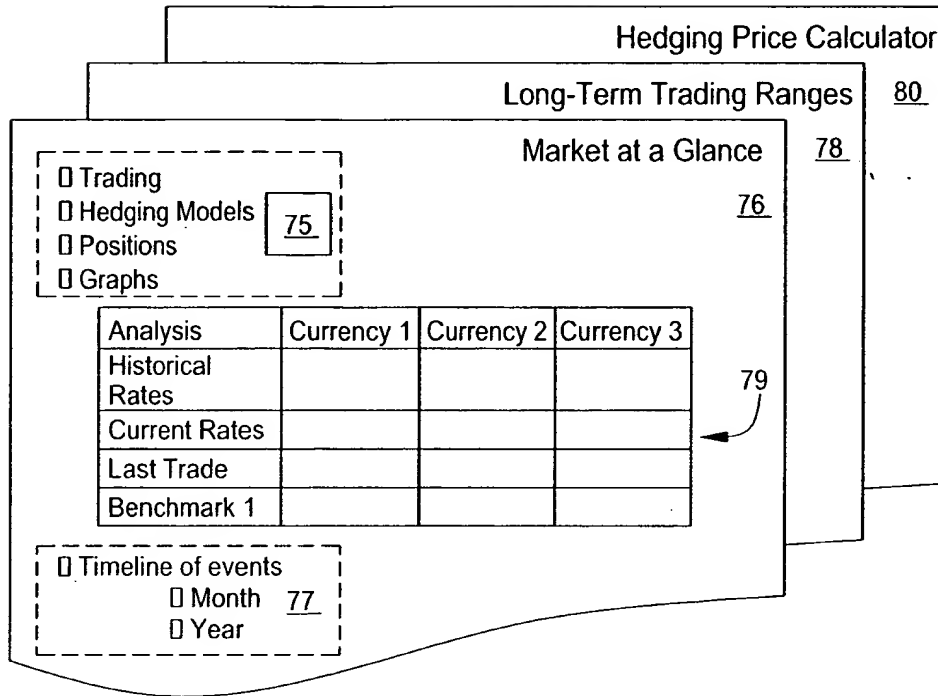 Hedging Price Calculator
Long-Term Trading Ranges
80
Market at a Glance
78
76
▯ Trading
▯ Hedging Models
75
▯ Positions
▯ Graphs
Analysis
Currency 1
Currency 2
Currency 3
Historical
Rates
79
Current Rates
Last Trade
Benchmark 1
▯ Timeline of events
▯ Month
77
▯ Year